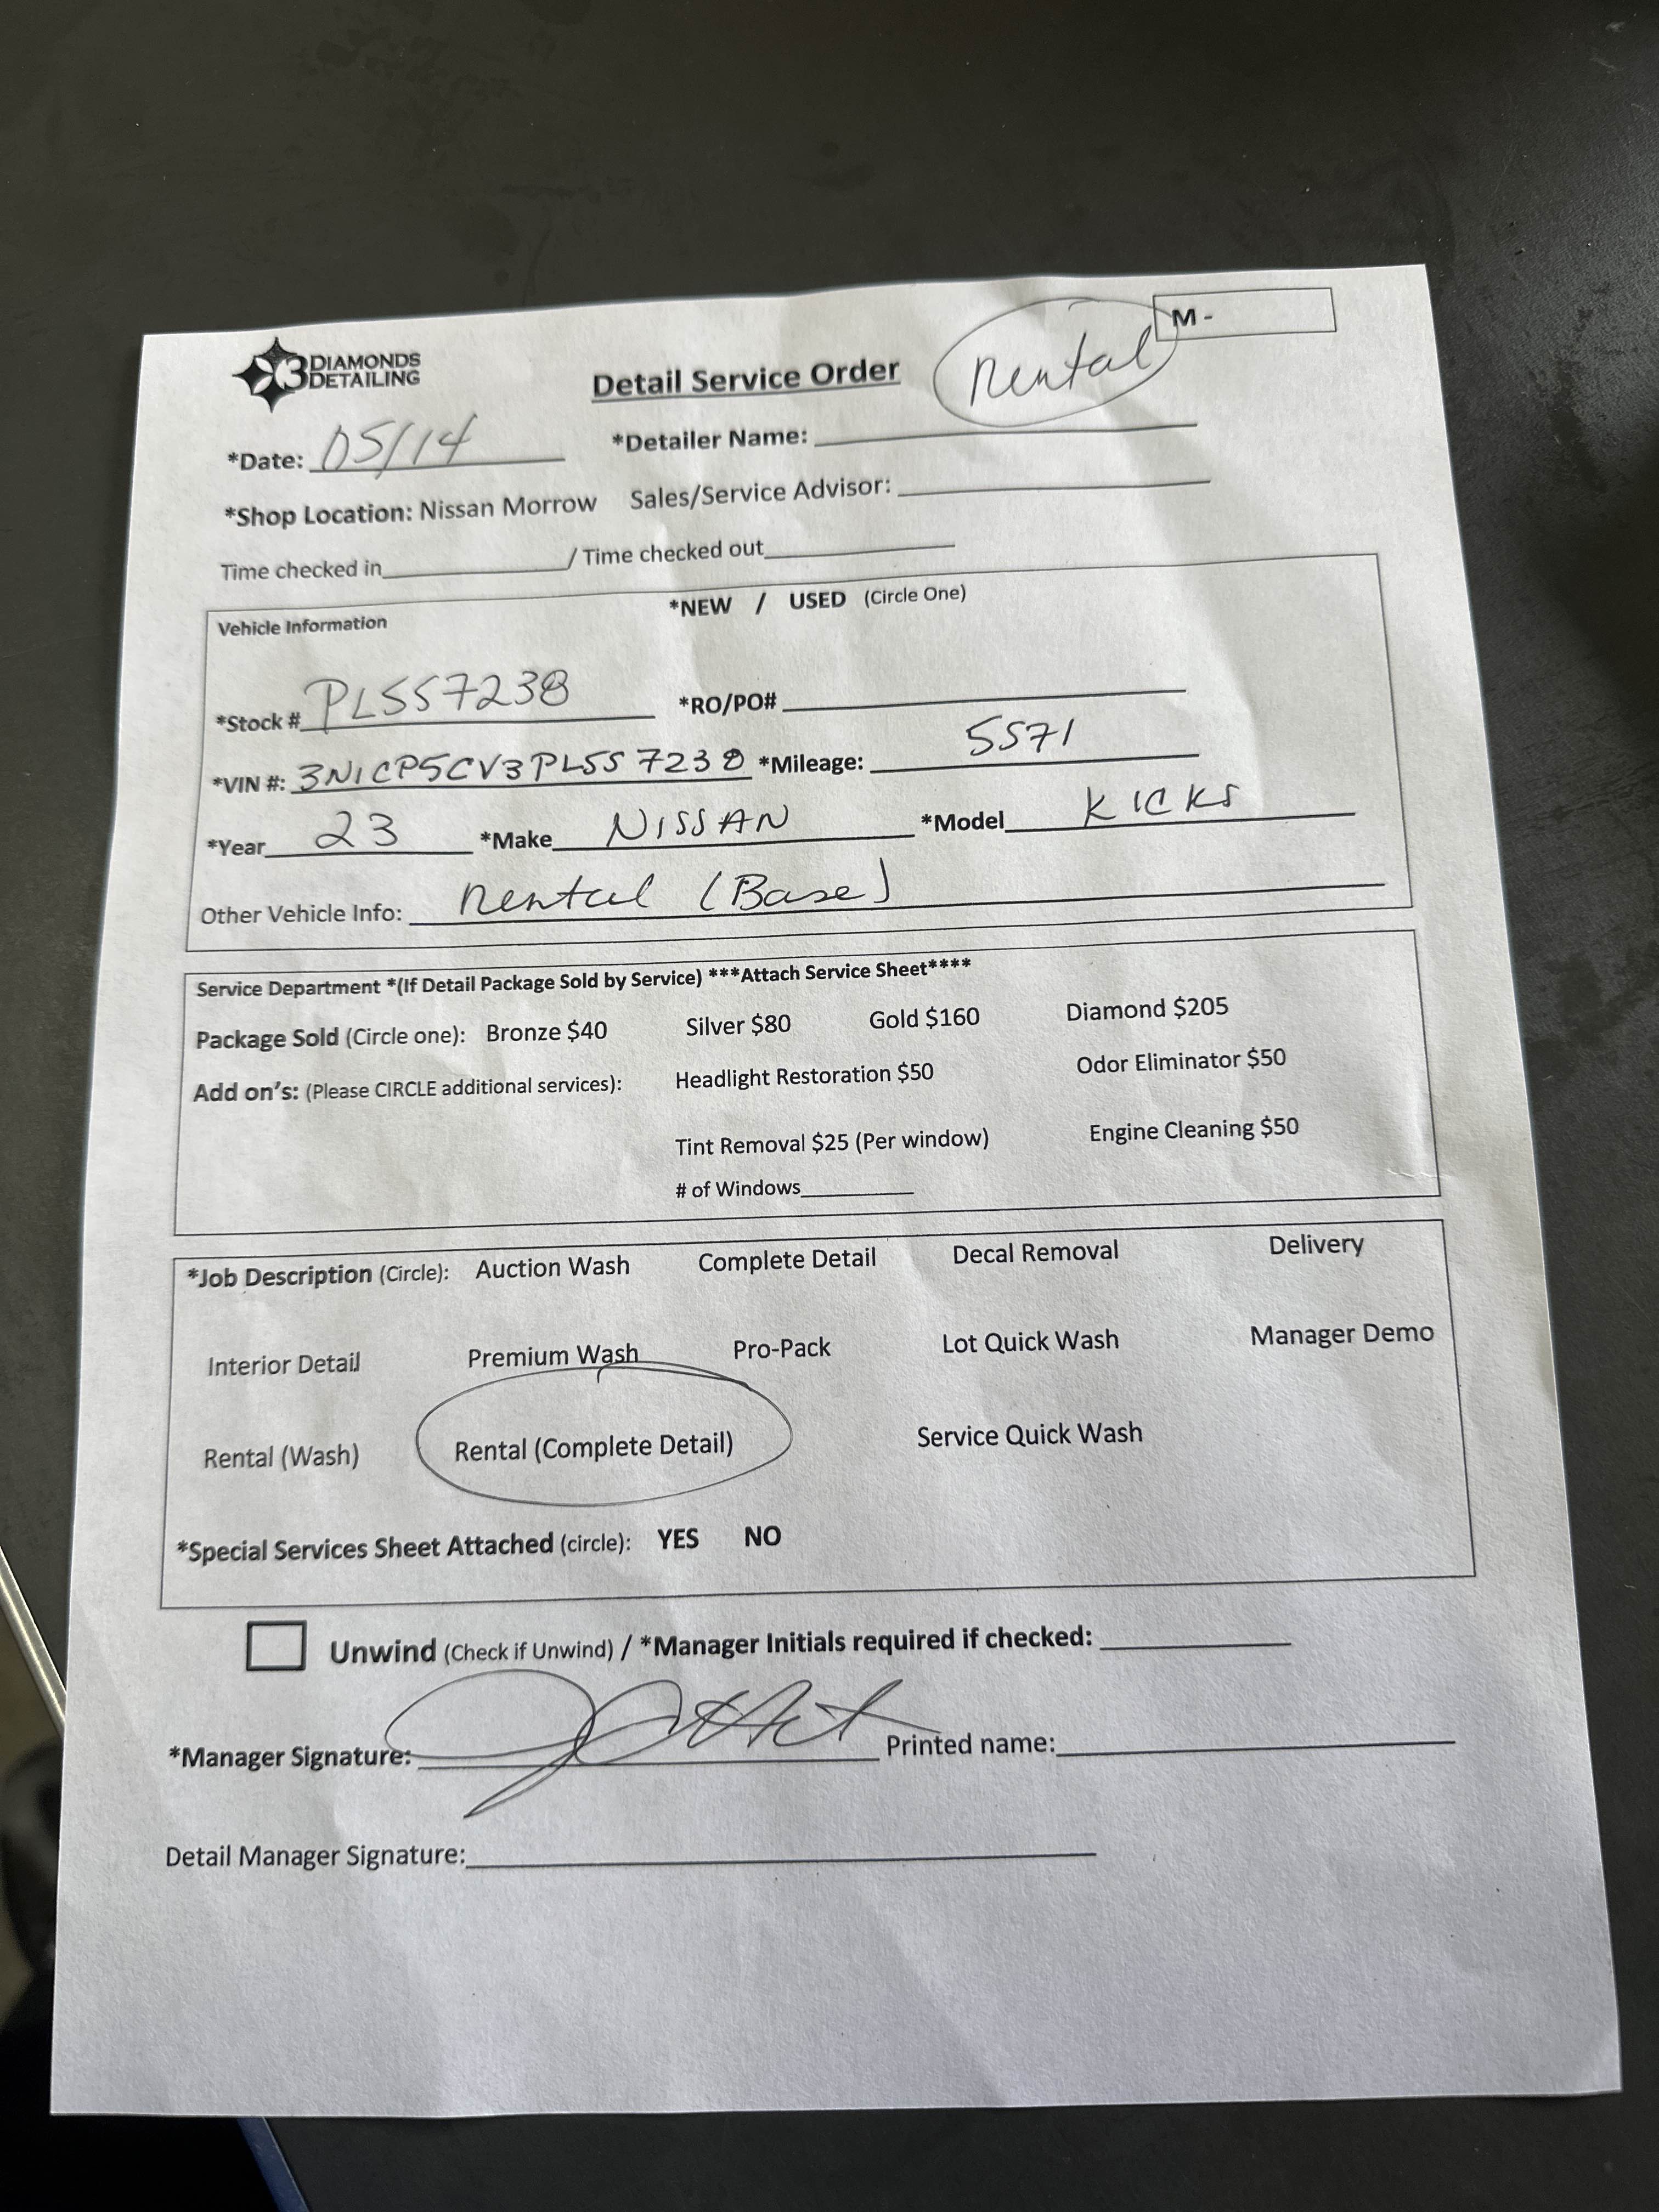 3 DIAMONDS
DETAILING
Detail Service Order
Rental
M -
*Date: 05/14 *Detailer Name:
*Shop Location: Nissan Morrow Sales/Service Advisor:
Time checked in / Time checked out
Vehicle Information *NEW / USED (Circle One)
*Stock # PL557238 *RO/PO#
*VIN #: 3N1CP5CV3PL557238 *Mileage: 5571
*Year 23 *Make NISSAN *Model KICKS
Other Vehicle Info: Rental (Base)
Service Department *(If Detail Package Sold by Service) ***Attach Service Sheet****
Package Sold (Circle one): Bronze $40 Silver $80 Gold $160 Diamond $205
Add on's: (Please CIRCLE additional services): Headlight Restoration $50 Odor Eliminator $50
Tint Removal $25 (Per window) Engine Cleaning $50
# of Windows
*Job Description (Circle): Auction Wash Complete Detail Decal Removal Delivery
Interior Detail Premium Wash Pro-Pack Lot Quick Wash Manager Demo
Rental (Wash) Rental (Complete Detail) Service Quick Wash
*Special Services Sheet Attached (circle): YES NO
Unwind (Check if Unwind) / *Manager Initials required if checked:
*Manager Signature: Printed name:
Detail Manager Signature: